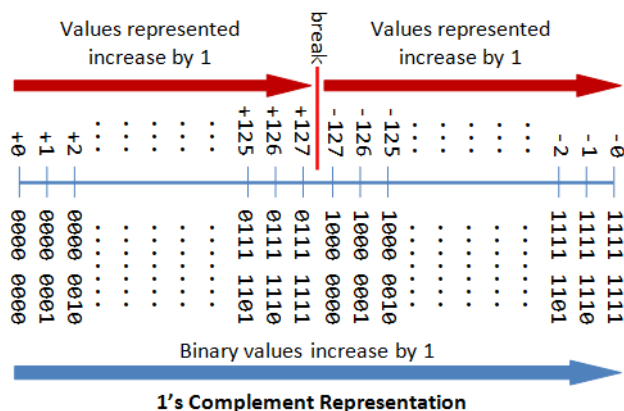 Values represented
increase by 1
break
Values represented
increase by 1
+0
+1
+2
. . . . . .
+125
+126
+127
-127
-126
-125
. . . . . .
-2
-1
-0
0000 0000
0000 0001
0000 0010
0111 1101
0111 1110
0111 1111
1000 0000
1000 0001
1000 0010
1111 1101
1111 1110
1111 1111
Binary values increase by 1
1's Complement Representation